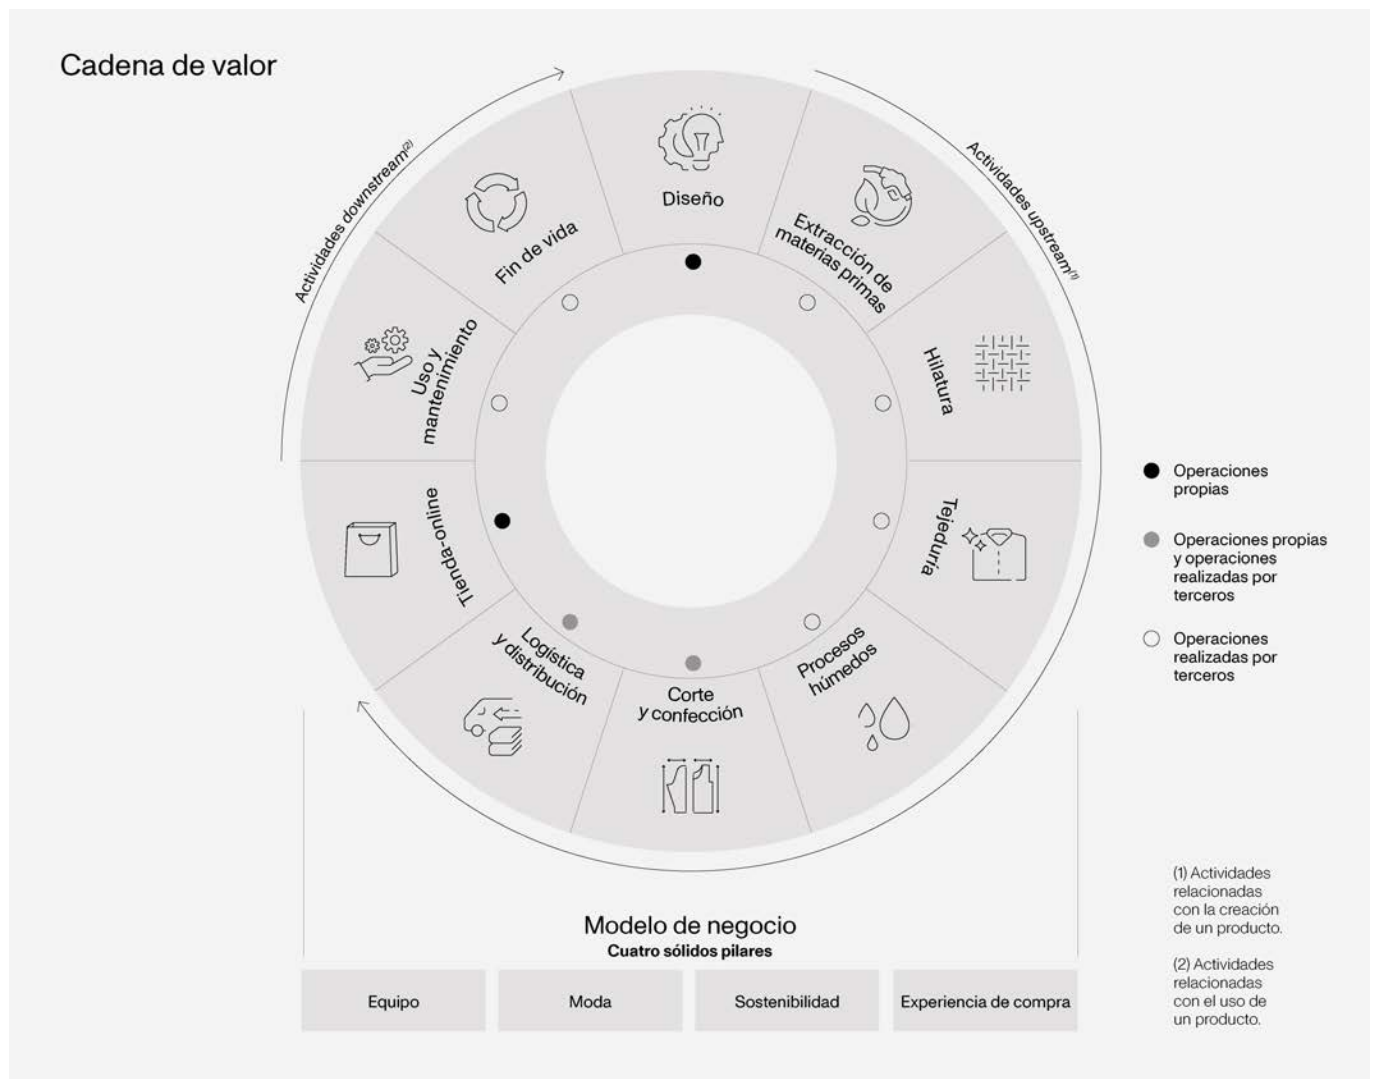 Cadena de valor
Actividades downstream(2)
Actividades upstream(1)
Diseño
Extracción de
materias primas
Hilatura
Tejeduría
Procesos
húmedos
Corte
y confección
Logística
y distribución
Tienda-online
Uso y
mantenimiento
Fin de vida
Operaciones
propias
Operaciones propias
y operaciones
realizadas por
terceros
Operaciones
realizadas por
terceros
(1) Actividades
relacionadas
con la creación
de un producto.
(2) Actividades
relacionadas
con el uso de
un producto.
Modelo de negocio
Cuatro sólidos pilares
Equipo
Moda
Sostenibilidad
Experiencia de compra